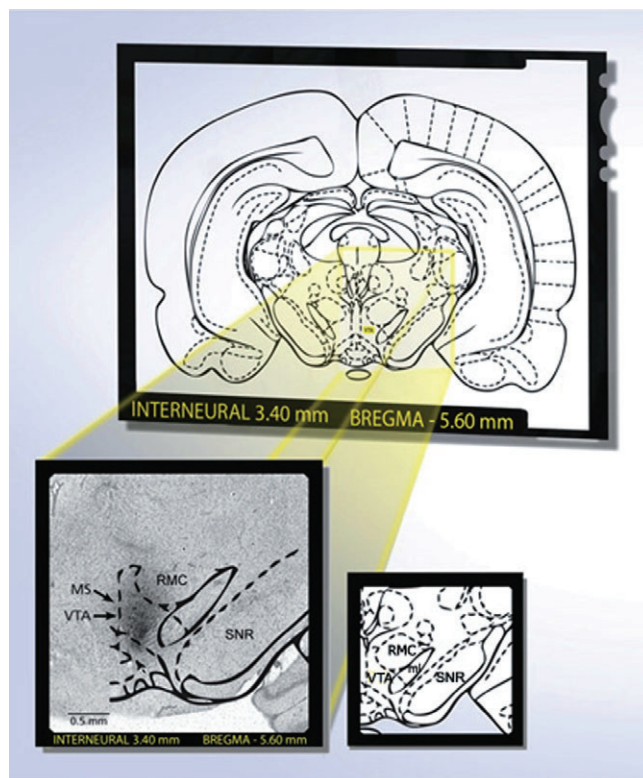 VTA
INTERNEURAL 3.40 mm BREGMA - 5.60 mm
MS
RMC
VTA
SNR
0.5 mm
INTERNEURAL 3.40 mm BREGMA - 5.60 mm
RMC
ml
VTA
SNR